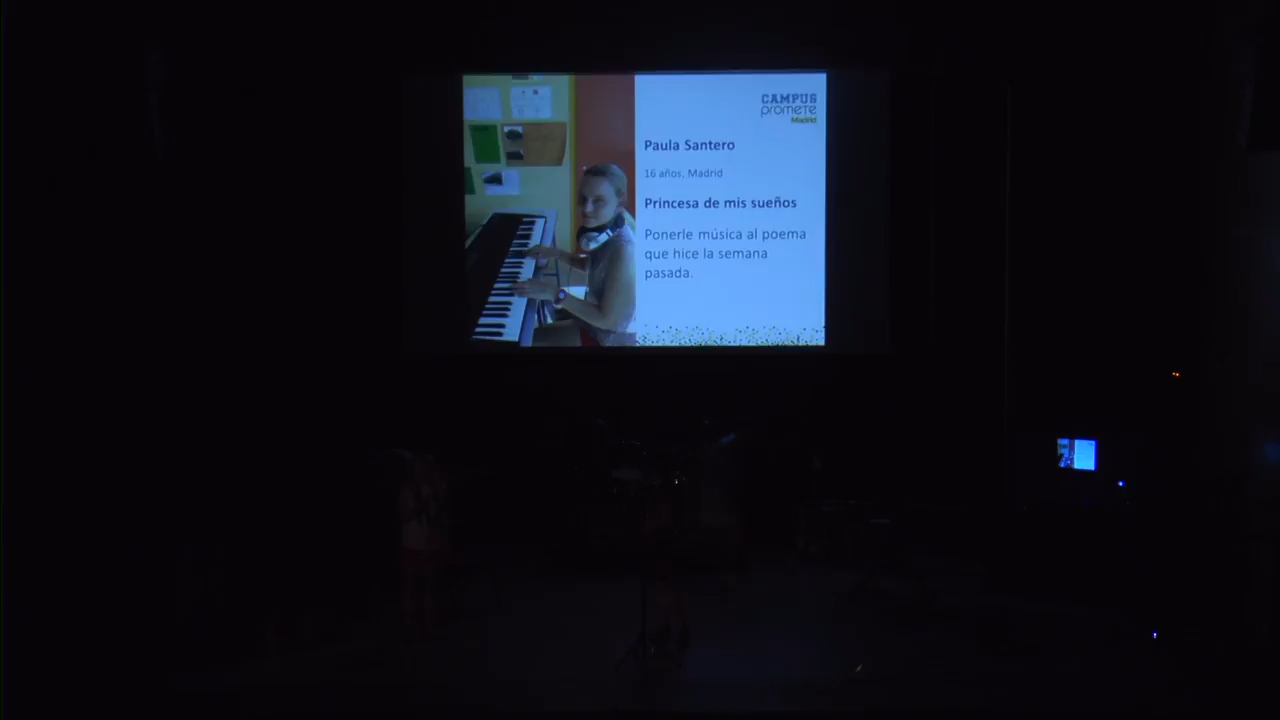 CAMPUS
promete
Madrid
Paula Santero
16 años, Madrid
Princesa de mis sueños
Ponerle música al poema
que hice la semana
pasada.